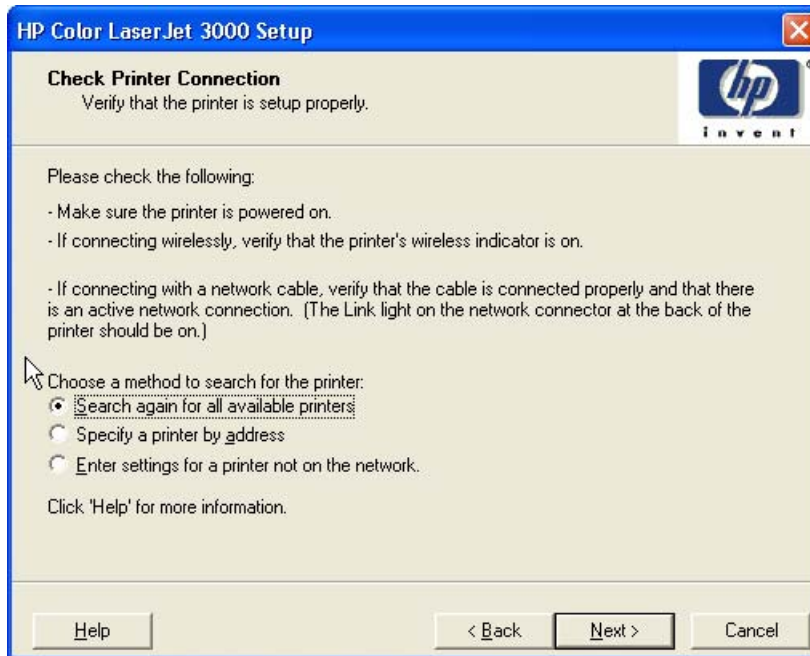 HP Color LaserJet 3000 Setup
Check Printer Connection
Verify that the printer is setup properly.
hp
invent
Please check the following:
- Make sure the printer is powered on.
- If connecting wirelessly, verify that the printer's wireless indicator is on.
- If connecting with a network cable, verify that the cable is connected properly and that there
is an active network connection. (The Link light on the network connector at the back of the
printer should be on.)
Choose a method to search for the printer:
Search again for all available printers
Specify a printer by address
Enter settings for a printer not on the network.
Click 'Help' for more information.
Help
< Back
Next >
Cancel